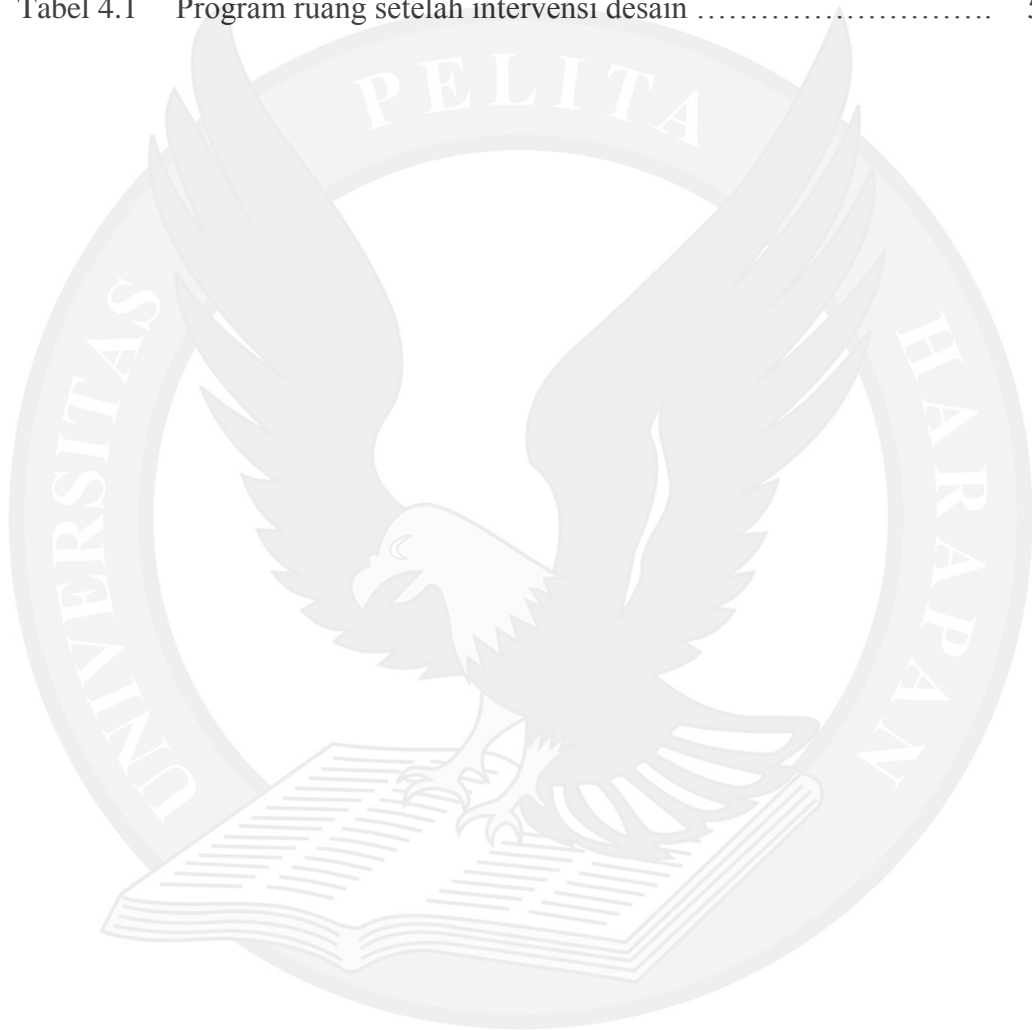 Tabel 4.1 Program ruang setelah intervensi desain ……………………….
UNIVERSITAS PELITA HARAPAN